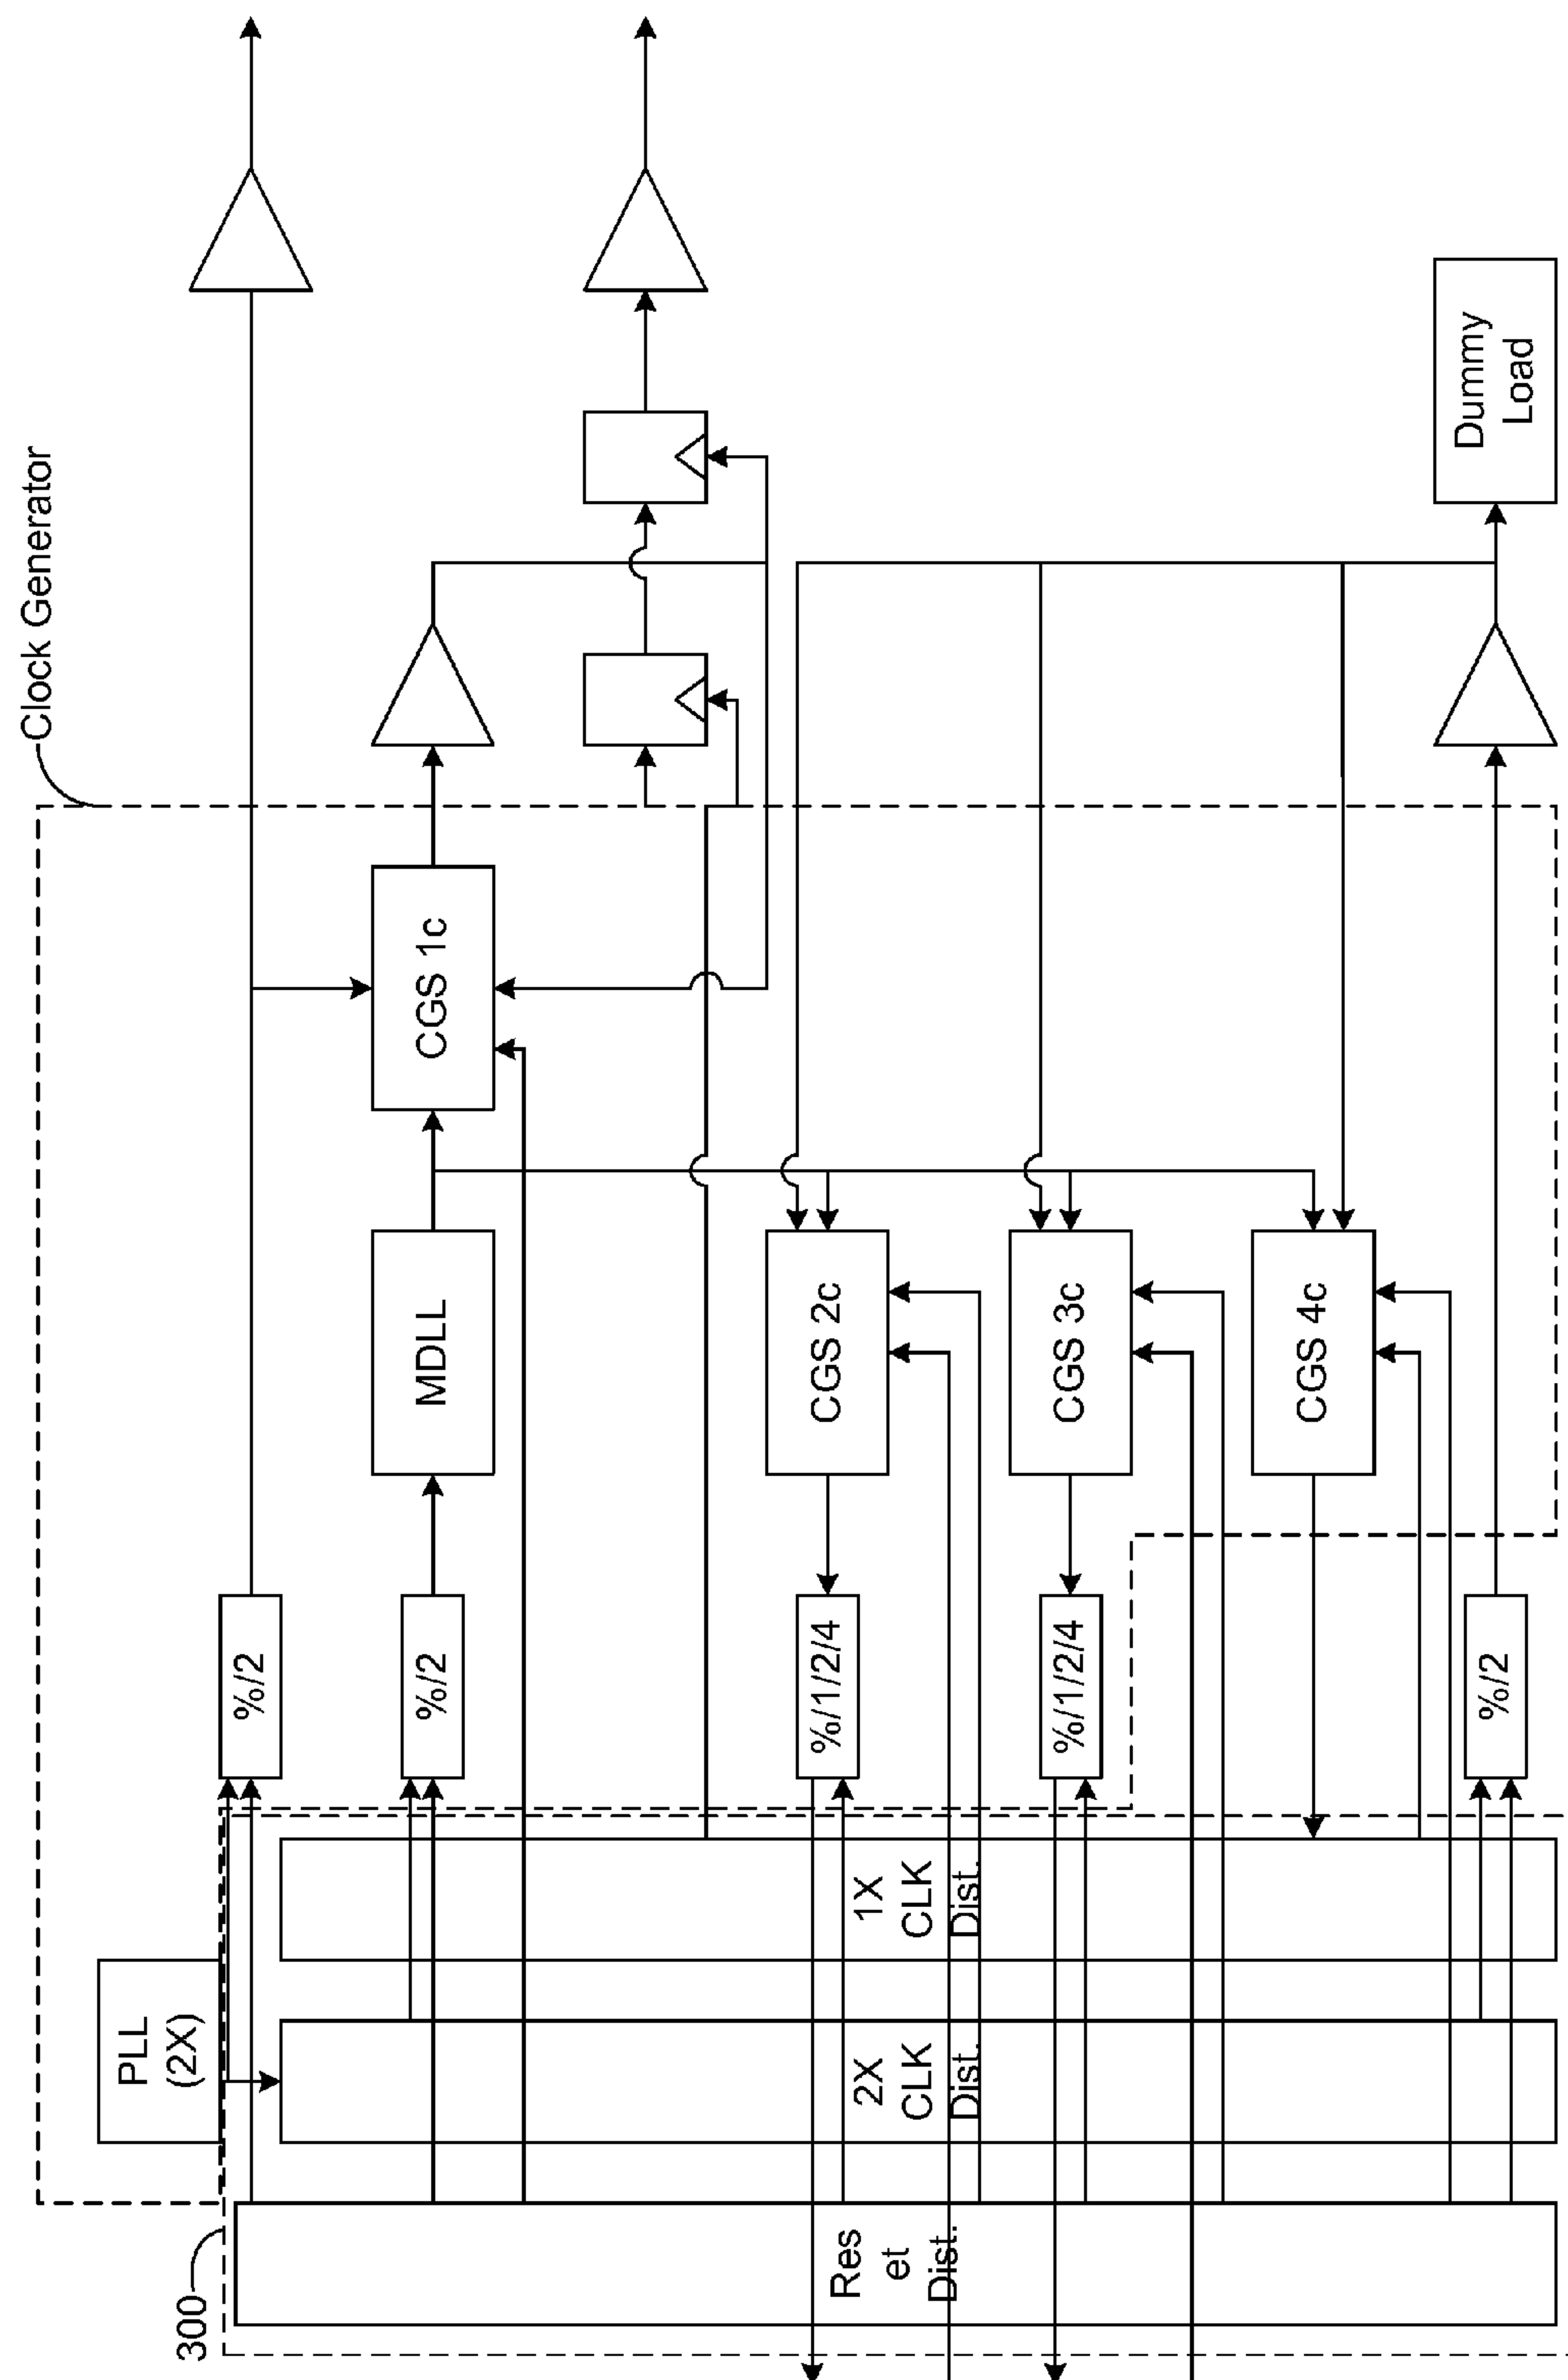 Clock Generator
Dummy
Load
CGS 1c
MDLL
CGS 2c
CGS 3c
CGS 4c
%/2
%/2
%/1/2/4
%/1/2/4
%/2
PLL
(2X)
1X
CLK
Dist.
2X
CLK
Dist.
300
Res
et
Dist.